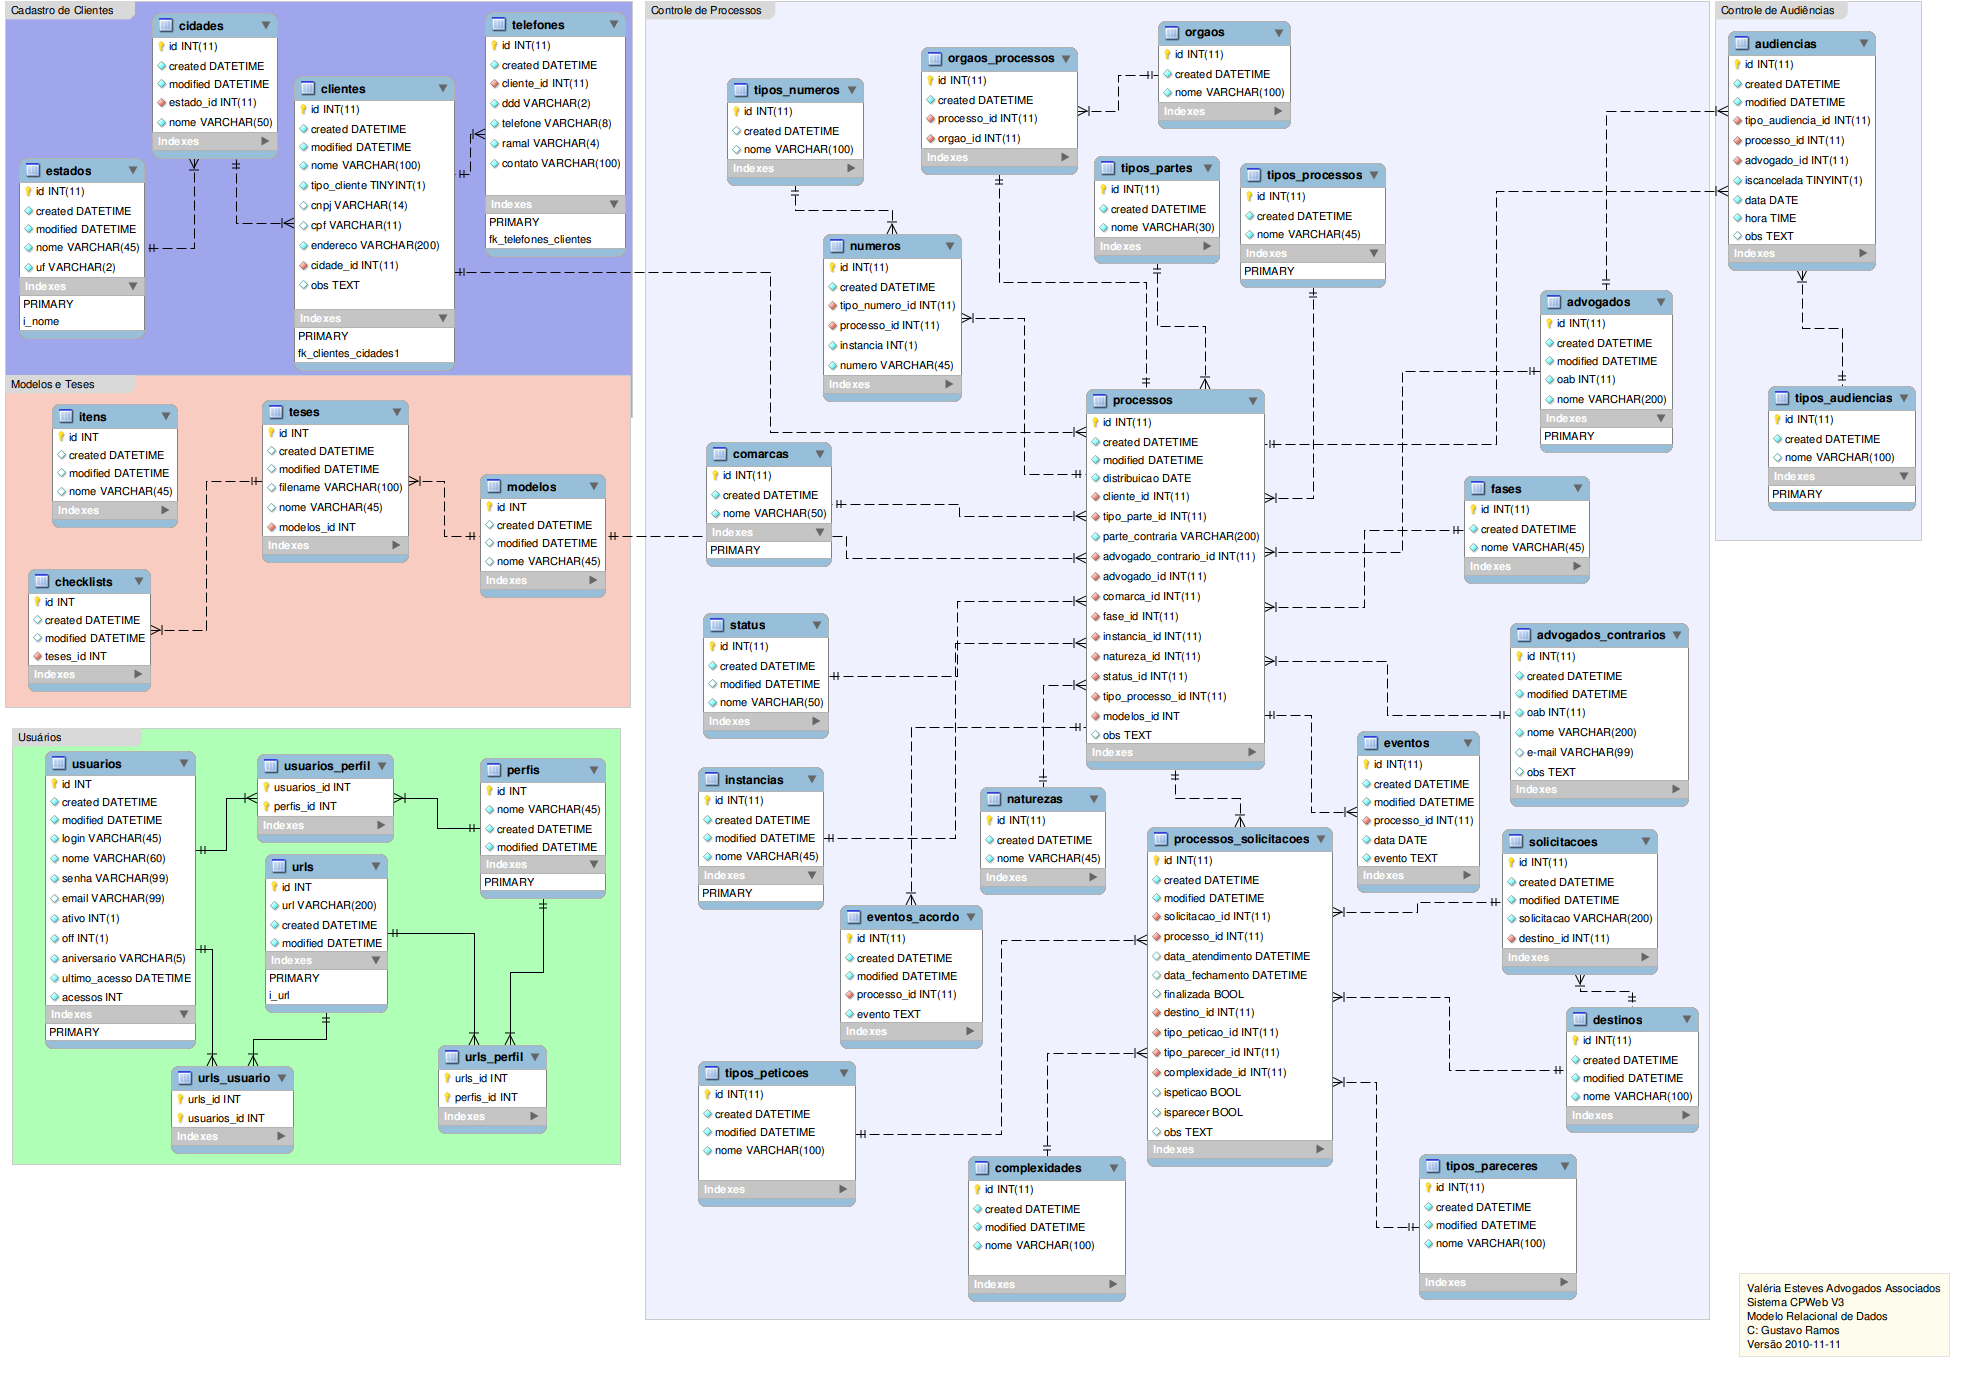 Cadastro de Clientes
cidades
id INT(11)
created DATETIME
modified DATETIME
estado_id INT(11)
nome VARCHAR(50)
Indexes
telefones
id INT(11)
created DATETIME
cliente_id INT(11)
ddd VARCHAR(2)
telefone VARCHAR(8)
ramal VARCHAR(4)
contato VARCHAR(100)
Indexes
PRIMARY
fk_telefones_clientes
clientes
id INT(11)
created DATETIME
modified DATETIME
nome VARCHAR(100)
tipo_cliente TINYINT(1)
cnpj VARCHAR(14)
cpf VARCHAR(11)
endereco VARCHAR(200)
cidade_id INT(11)
obs TEXT
Indexes
PRIMARY
fk_clientes_cidades1
estados
id INT(11)
created DATETIME
modified DATETIME
nome VARCHAR(45)
uf VARCHAR(2)
Indexes
PRIMARY
i_nome
Modelos e Teses
itens
id INT
created DATETIME
modified DATETIME
nome VARCHAR(45)
Indexes
teses
id INT
created DATETIME
modified DATETIME
filename VARCHAR(100)
nome VARCHAR(45)
modelos_id INT
Indexes
modelos
id INT
created DATETIME
modified DATETIME
nome VARCHAR(45)
Indexes
checklists
id INT
created DATETIME
modified DATETIME
teses_id INT
Indexes
Usuários
usuarios
id INT
created DATETIME
modified DATETIME
login VARCHAR(45)
nome VARCHAR(60)
senha VARCHAR(99)
email VARCHAR(99)
ativo INT(1)
off INT(1)
aniversario VARCHAR(5)
ultimo_acesso DATETIME
acessos INT
Indexes
PRIMARY
usuarios_perfil
usuarios_id INT
perfis_id INT
Indexes
perfis
id INT
nome VARCHAR(45)
created DATETIME
modified DATETIME
Indexes
PRIMARY
urls
id INT
url VARCHAR(200)
created DATETIME
modified DATETIME
Indexes
PRIMARY
i_url
urls_usuario
urls_id INT
usuarios_id INT
Indexes
urls_perfil
urls_id INT
perfis_id INT
Indexes
Controle de Processos
tipos_numeros
id INT(11)
created DATETIME
nome VARCHAR(100)
Indexes
orgaos_processos
id INT(11)
created DATETIME
processo_id INT(11)
orgao_id INT(11)
Indexes
orgaos
id INT(11)
created DATETIME
nome VARCHAR(100)
Indexes
tipos_partes
id INT(11)
created DATETIME
nome VARCHAR(30)
Indexes
tipos_processos
id INT(11)
created DATETIME
nome VARCHAR(45)
Indexes
PRIMARY
numeros
id INT(11)
created DATETIME
tipo_numero_id INT(11)
processo_id INT(11)
instancia INT(1)
numero VARCHAR(45)
Indexes
advogados
id INT(11)
created DATETIME
modified DATETIME
oab INT(11)
nome VARCHAR(200)
Indexes
PRIMARY
processos
id INT(11)
created DATETIME
modified DATETIME
distribuicao DATE
cliente_id INT(11)
tipo_parte_id INT(11)
parte_contraria VARCHAR(200)
advogado_contrario_id INT(11)
advogado_id INT(11)
comarca_id INT(11)
fase_id INT(11)
instancia_id INT(11)
natureza_id INT(11)
status_id INT(11)
tipo_processo_id INT(11)
modelos_id INT
obs TEXT
Indexes
comarcas
id INT(11)
created DATETIME
nome VARCHAR(50)
Indexes
PRIMARY
fases
id INT(11)
created DATETIME
nome VARCHAR(45)
Indexes
status
id INT(11)
created DATETIME
modified DATETIME
nome VARCHAR(50)
Indexes
advogados_contrarios
id INT(11)
created DATETIME
modified DATETIME
oab INT(11)
nome VARCHAR(200)
e-mail VARCHAR(99)
obs TEXT
Indexes
instancias
id INT(11)
created DATETIME
modified DATETIME
nome VARCHAR(45)
Indexes
PRIMARY
naturezas
id INT(11)
created DATETIME
nome VARCHAR(45)
Indexes
eventos
id INT(11)
created DATETIME
modified DATETIME
processo_id INT(11)
data DATE
evento TEXT
Indexes
eventos_acordo
id INT(11)
created DATETIME
modified DATETIME
processo_id INT(11)
evento TEXT
Indexes
processos_solicitacoes
id INT(11)
created DATETIME
modified DATETIME
solicitacao_id INT(11)
processo_id INT(11)
data_atendimento DATETIME
data_fechamento DATETIME
finalizada BOOL
destino_id INT(11)
tipo_peticao_id INT(11)
tipo_parecer_id INT(11)
complexidade_id INT(11)
ispeticao BOOL
isparecer BOOL
obs TEXT
Indexes
solicitacoes
id INT(11)
created DATETIME
modified DATETIME
solicitacao VARCHAR(200)
destino_id INT(11)
Indexes
destinos
id INT(11)
created DATETIME
modified DATETIME
nome VARCHAR(100)
Indexes
tipos_peticoes
id INT(11)
created DATETIME
modified DATETIME
nome VARCHAR(100)
Indexes
complexidades
id INT(11)
created DATETIME
modified DATETIME
nome VARCHAR(100)
Indexes
tipos_pareceres
id INT(11)
created DATETIME
modified DATETIME
nome VARCHAR(100)
Indexes
Controle de Audiências
audiencias
id INT(11)
created DATETIME
modified DATETIME
tipo_audiencia_id INT(11)
processo_id INT(11)
advogado_id INT(11)
iscancelada TINYINT(1)
data DATE
hora TIME
obs TEXT
Indexes
tipos_audiencias
id INT(11)
created DATETIME
nome VARCHAR(100)
Indexes
PRIMARY
Valéria Esteves Advogados Associados
Sistema CPWeb V3
Modelo Relacional de Dados
C: Gustavo Ramos
Versão 2010-11-11